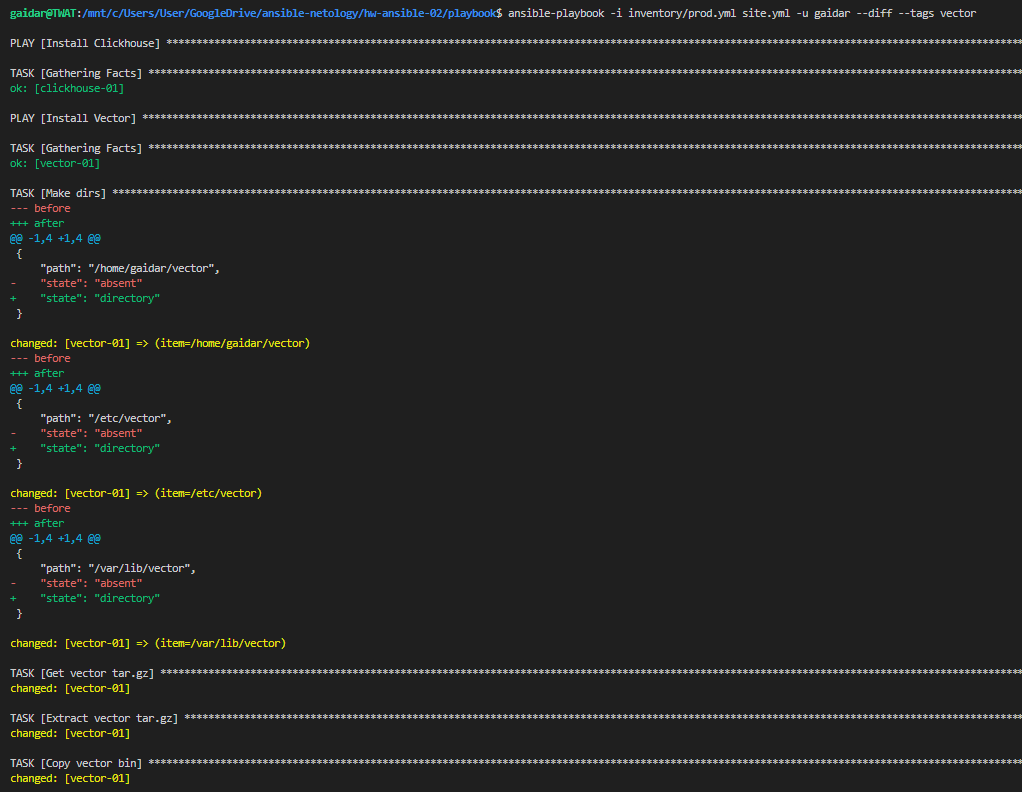 gaidar@TWAT:/mnt/c/Users/User/GoogleDrive/ansible-netology/hw-ansible-02/playbook$ ansible-playbook -i inventory/prod.yml site.yml -u gaidar --diff --tags vector
PLAY [Install Clickhouse] ***********************************************************************************************************************************************
TASK [Gathering Facts] **************************************************************************************************************************************************
ok: [clickhouse-01]
PLAY [Install Vector] ***************************************************************************************************************************************************
TASK [Gathering Facts] **************************************************************************************************************************************************
ok: [vector-01]
TASK [Make dirs] ********************************************************************************************************************************************************
--- before
+++ after
@@ -1,4 +1,4 @@
 {
     "path": "/home/gaidar/vector",
-    "state": "absent"
+    "state": "directory"
 }
changed: [vector-01] => (item=/home/gaidar/vector)
--- before
+++ after
@@ -1,4 +1,4 @@
 {
     "path": "/etc/vector",
-    "state": "absent"
+    "state": "directory"
 }
changed: [vector-01] => (item=/etc/vector)
--- before
+++ after
@@ -1,4 +1,4 @@
 {
     "path": "/var/lib/vector",
-    "state": "absent"
+    "state": "directory"
 }
changed: [vector-01] => (item=/var/lib/vector)
TASK [Get vector tar.gz] ************************************************************************************************************************************************
changed: [vector-01]
TASK [Extract vector tar.gz] ********************************************************************************************************************************************
changed: [vector-01]
TASK [Copy vector bin] **************************************************************************************************************************************************
changed: [vector-01]